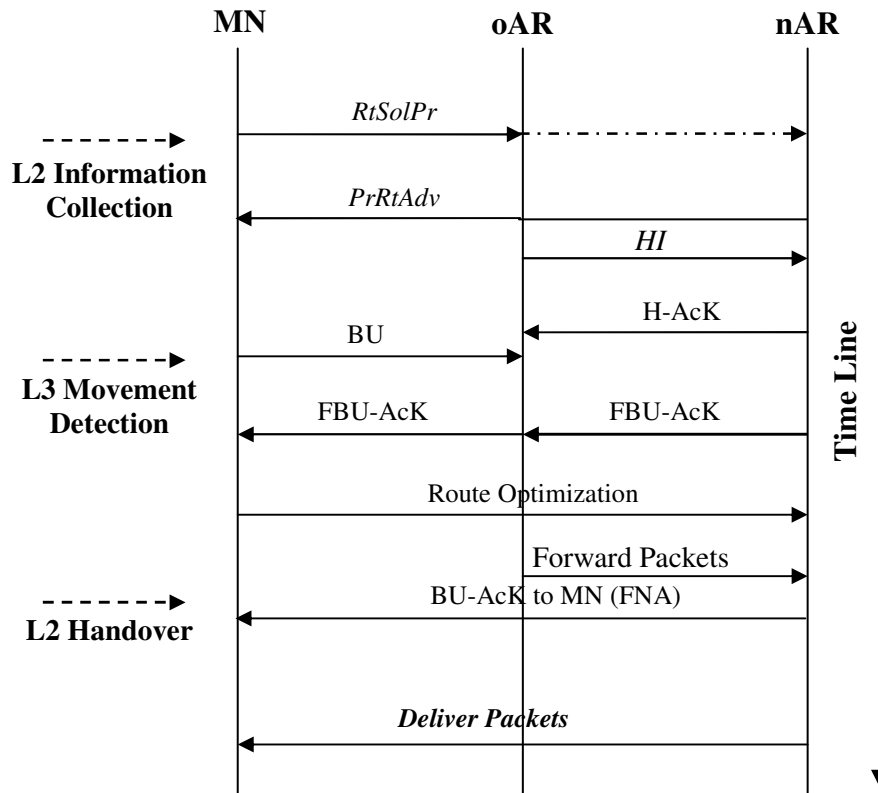 MN
oAR
nAR
RtSolPr
L2 Information
Collection
PrRtAdv
HI
H-AcK
BU
L3 Movement
Detection
FBU-AcK
FBU-AcK
Time Line
Route Optimization
Forward Packets
BU-AcK to MN (FNA)
L2 Handover
Deliver Packets